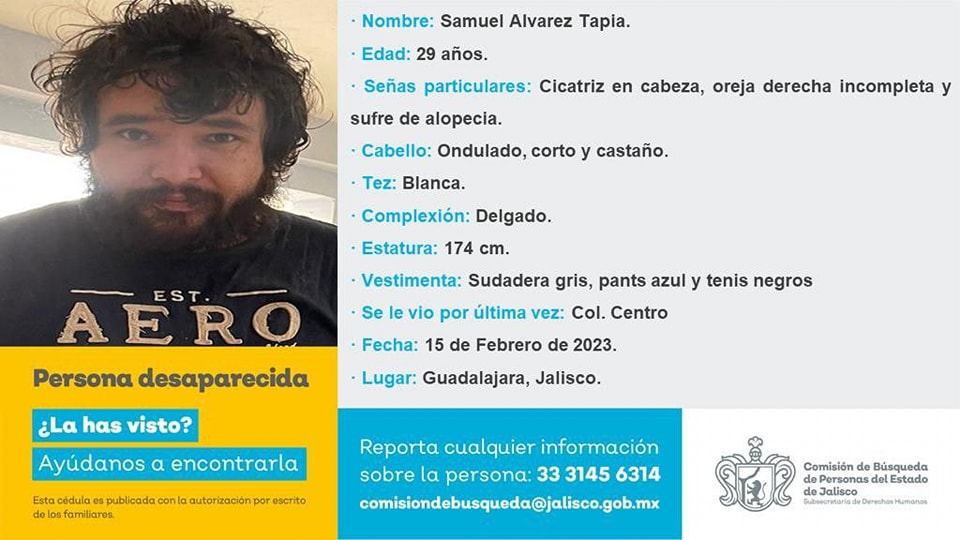 · Nombre: Samuel Alvarez Tapia.
· Edad: 29 años.
· Señas particulares: Cicatriz en cabeza, oreja derecha incompleta y
sufre de alopecia.
· Cabello: Ondulado, corto y castaño.
· Tez: Blanca.
· Complexión: Delgado.
· Estatura: 174 cm.
· Vestimenta: Sudadera gris, pants azul y tenis negros
· Se le vio por última vez: Col. Centro
· Fecha: 15 de Febrero de 2023.
· Lugar: Guadalajara, Jalisco.
EST.
AERO
Persona desaparecida
¿La has visto?
Ayúdanos a encontrarla
Esta cédula es publicada con la autorización por escrito
de los familiares.
Reporta cualquier información
sobre la persona: 33 3145 6314
comisiondebusqueda@jalisco.gob.mx
Comisión de Búsqueda
de Personas del Estado
de Jalisco
Subsecretaría de Derechos Humanos